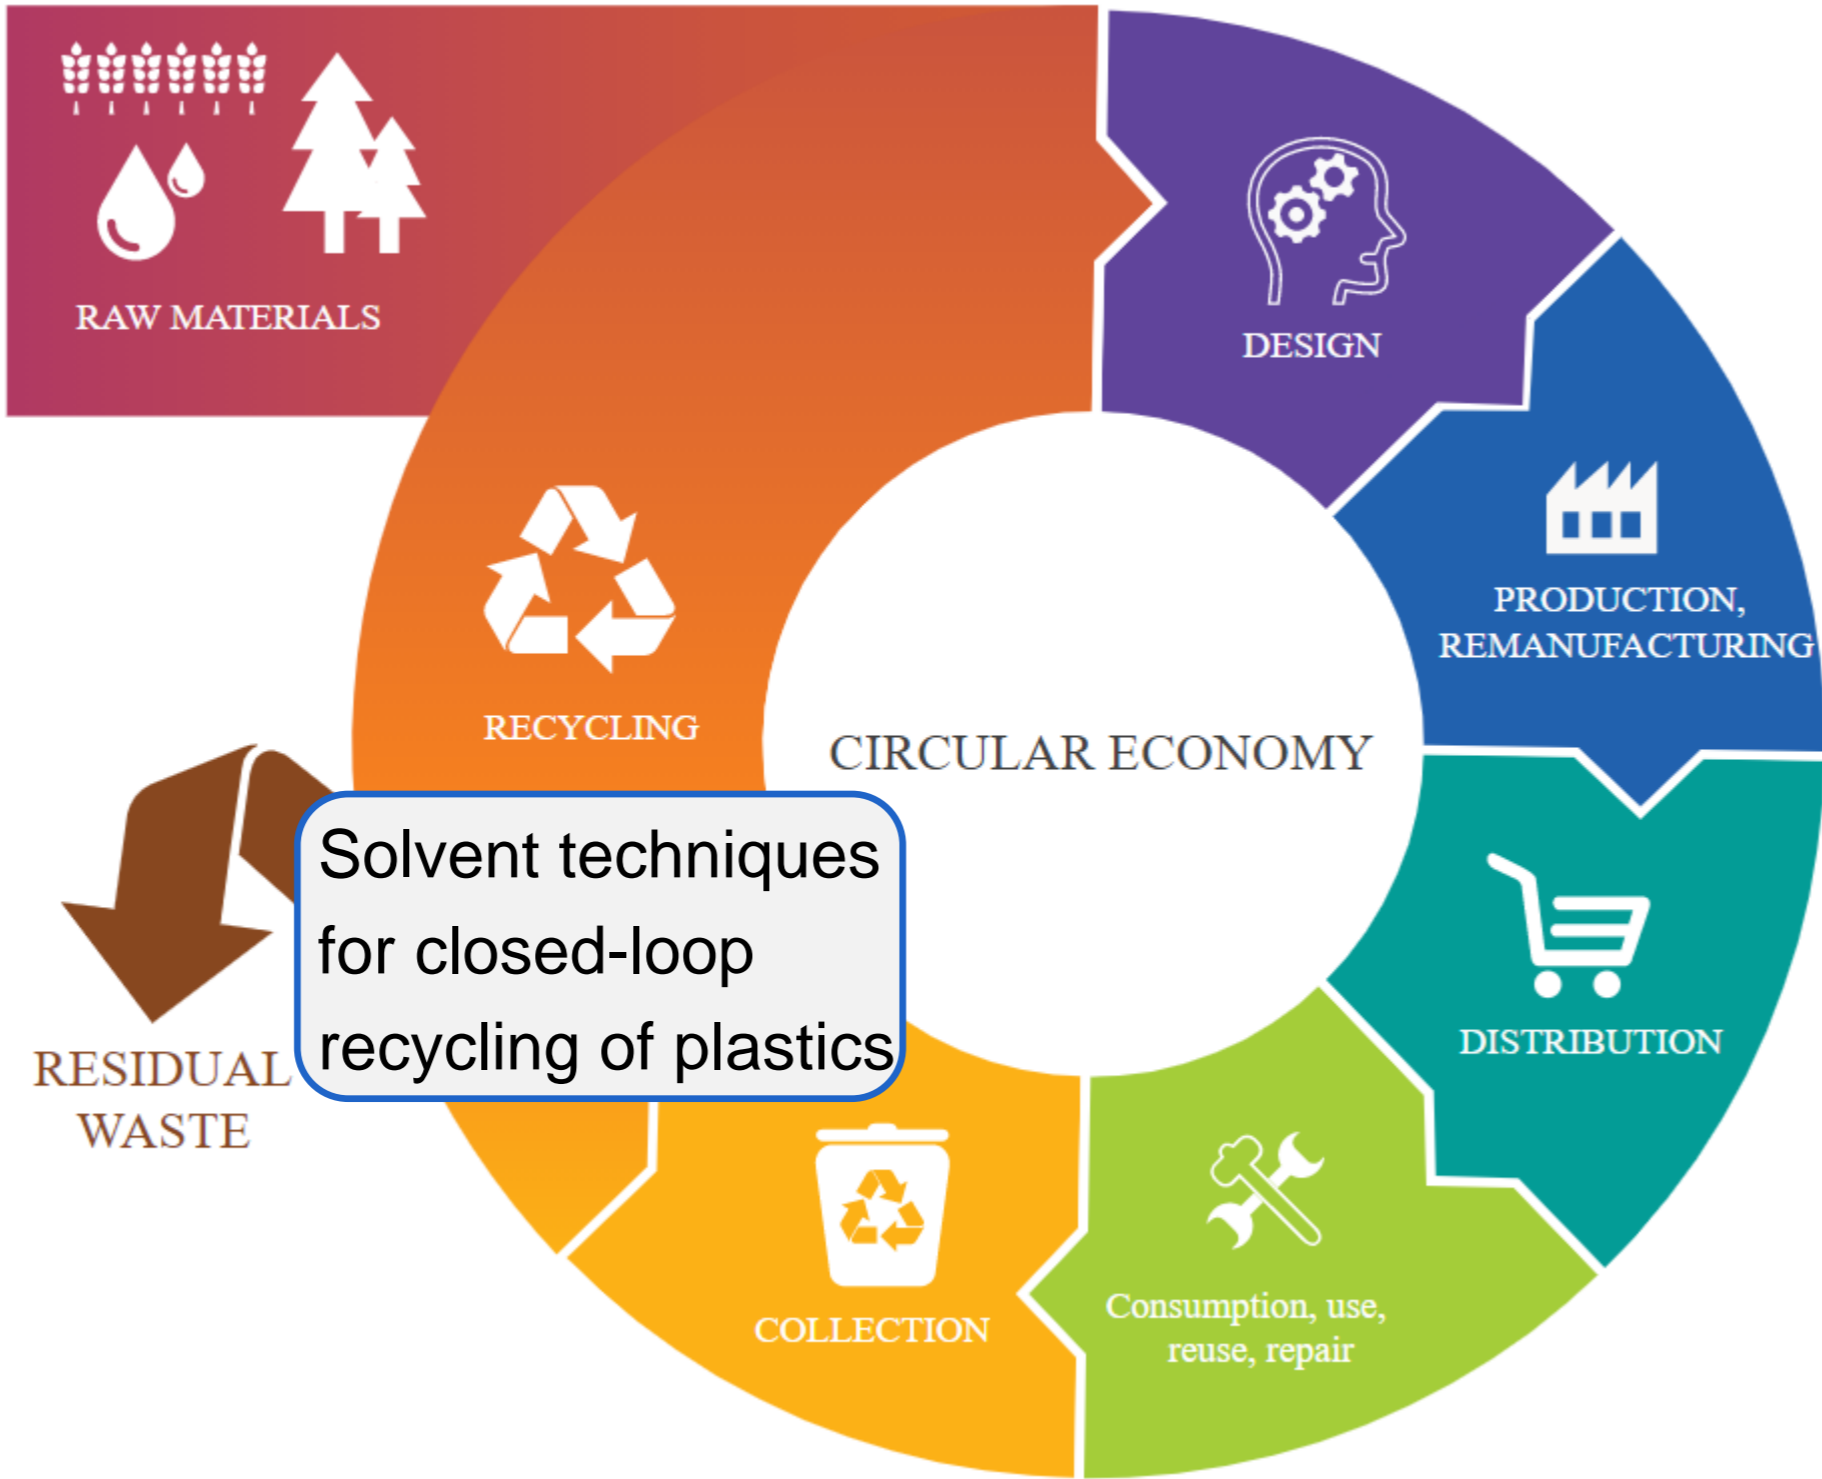 RAW MATERIALS
DESIGN
PRODUCTION,
REMANUFACTURING
RECYCLING
CIRCULAR ECONOMY
Solvent techniques
for closed-loop
recycling of plastics
RESIDUAL
WASTE
DISTRIBUTION
COLLECTION
Consumption, use,
reuse, repair